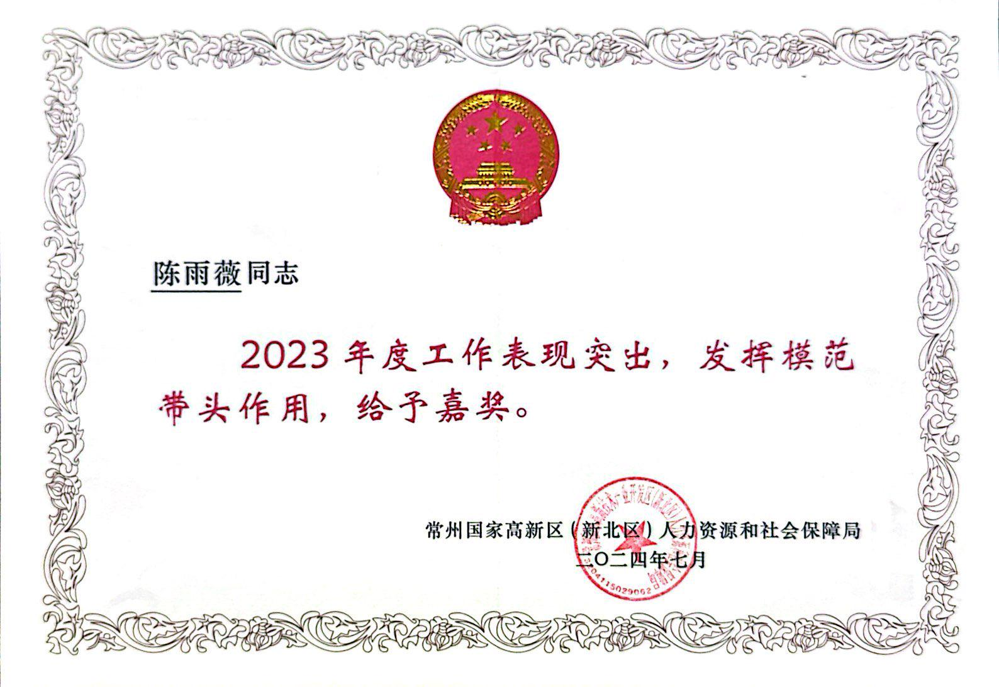 陈雨薇同志
2023年度工作表现突出，发挥模范
带头作用，给予嘉奖。
常州国家高新区（新北区）人力资源和社会保障局
二〇二四年七月